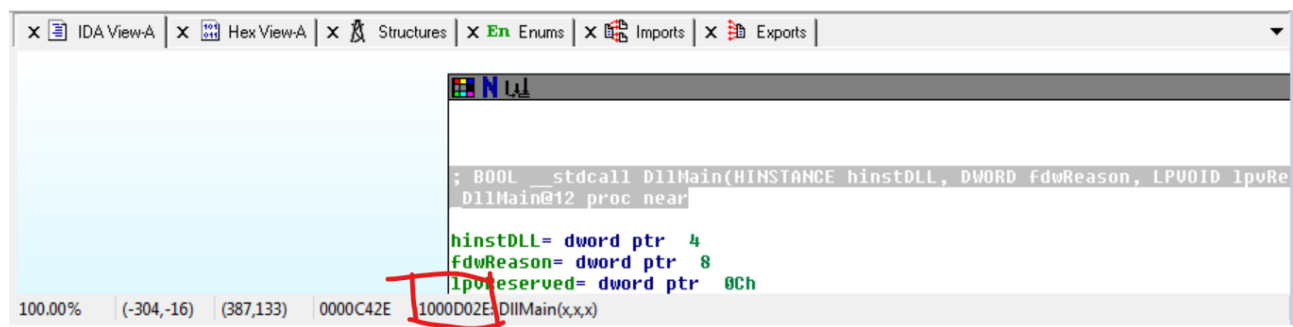 x IDA View-A x Hex View-A x Structures x En Enums x Imports x Exports
N
; BOOL __stdcall DllMain(HINSTANCE hinstDLL, DWORD fdwReason, LPVOID lpvRe
_DllMain@12 proc near
hinstDLL= dword ptr 4
fdwReason= dword ptr 8
lpvReserved= dword ptr 0Ch
100.00% (-304,-16) (387,133) 0000C42E 1000D02E: DllMain(x,x,x)